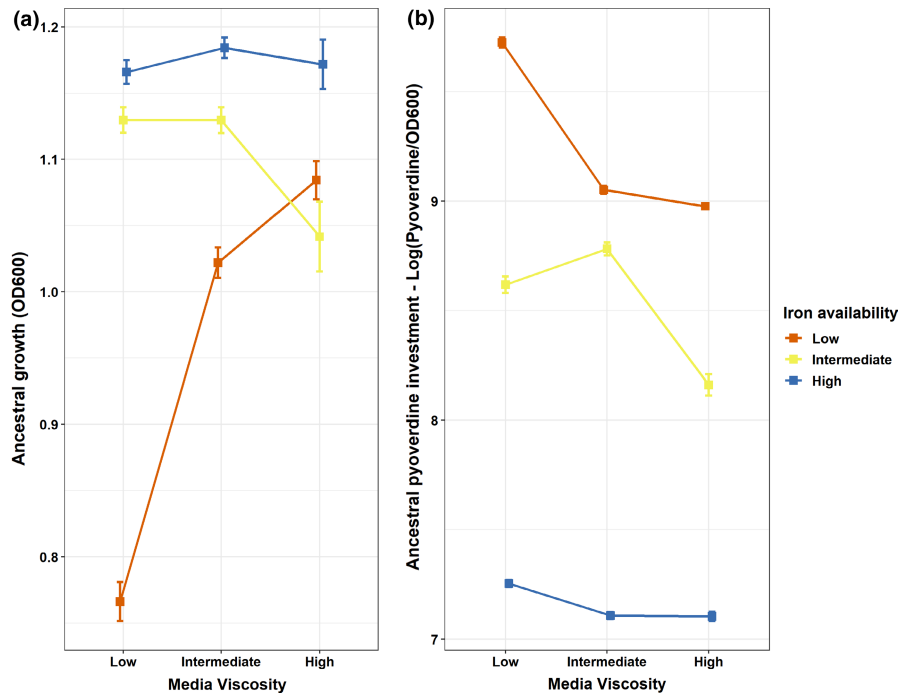 (a)
Ancestral growth (OD600)
1.2
1.1
1.0
0.9
0.8
Low Intermediate High
Media Viscosity
(b)
Ancestral pyoverdine investment - Log(Pyoverdine/OD600)
9
8
7
Low Intermediate High
Media Viscosity
Iron availability
Low
Intermediate
High